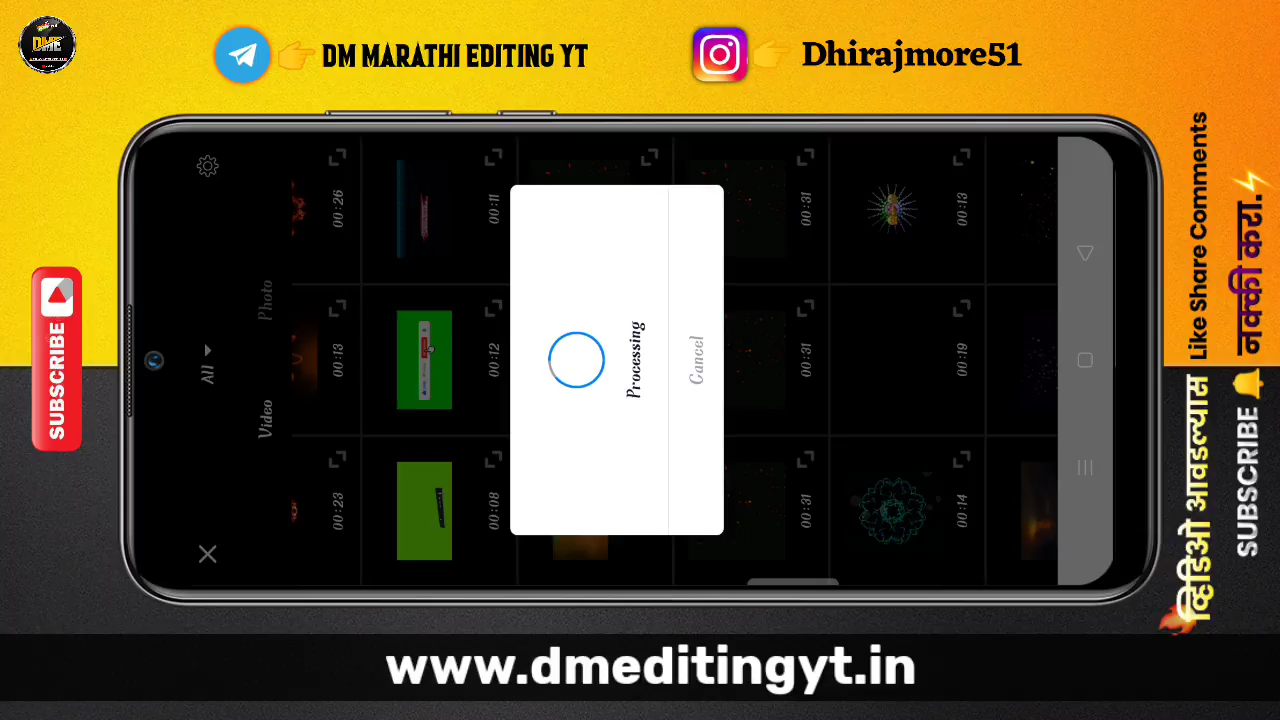 DME
DM MARATHI EDITING YT
Dhirajmore51
SUBSCRIBE
All
Video
Photo
00:26
00:13
00:23
00:11
00:12
00:08
Processing
Cancel
00:31
00:31
00:31
00:13
00:19
00:14
व्हिडिओ आवडल्यास Like Share Comments
SUBSCRIBE नक्की करा.
www.dmeditingyt.in